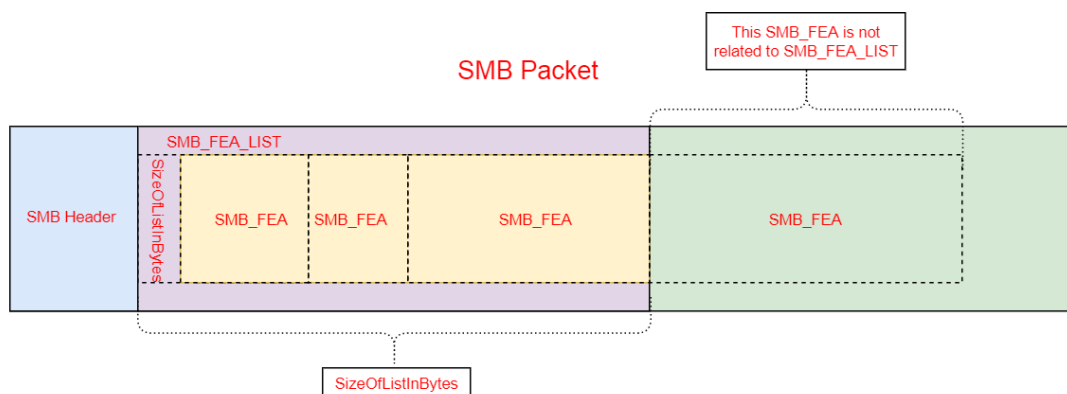 This SMB_FEA is not
related to SMB_FEA_LIST
SMB Packet
SMB_FEA_LIST
SMB Header
SizeOfListInBytes
SMB_FEA
SMB_FEA
SMB_FEA
SMB_FEA
SizeOfListInBytes